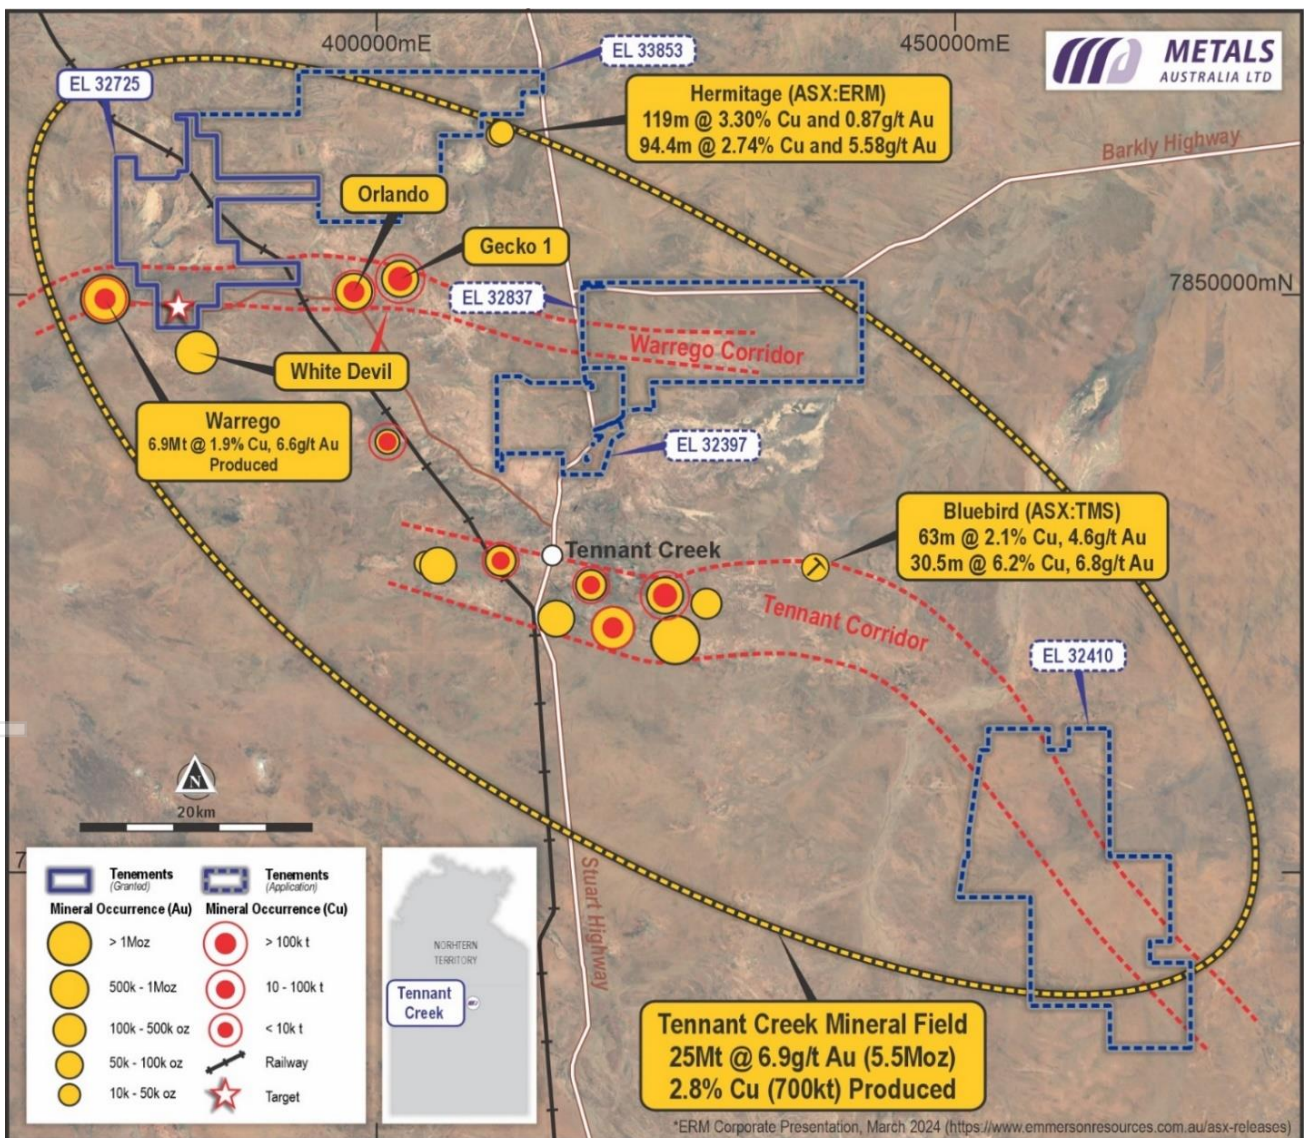 400000mE
450000mE
EL 33853
METALS
AUSTRALIA LTD
EL 32725
Hermitage (ASX:ERM)
119m @ 3.30% Cu and 0.87g/t Au
94.4m @ 2.74% Cu and 5.58g/t Au
Barkly Highway
Orlando
Gecko 1
7850000mN
EL 32837
Warrego Corridor
White Devil
Warrego
6.9Mt @ 1.9% Cu, 6.6g/t Au
Produced
EL 32397
Bluebird (ASX:TMS)
63m @ 2.1% Cu, 4.6g/t Au
30.5m @ 6.2% Cu, 6.8g/t Au
Tennant Creek
Tennant Corridor
EL 32410
N
20km
7
Tenements
(Granted)
Tenements
(Application)
Mineral Occurrence (Au)
Mineral Occurrence (Cu)
> 1Moz
> 100k t
500k - 1Moz
10 - 100k t
100k - 500k oz
< 10k t
50k - 100k oz
Railway
10k - 50k oz
Target
NORHTERN
TERRITORY
Tennant
Creek
Stuart Highway
Tennant Creek Mineral Field
25Mt @ 6.9g/t Au (5.5Moz)
2.8% Cu (700kt) Produced
*ERM Corporate Presentation, March 2024 (https://www.emmersonresources.com.au/asx-releases)